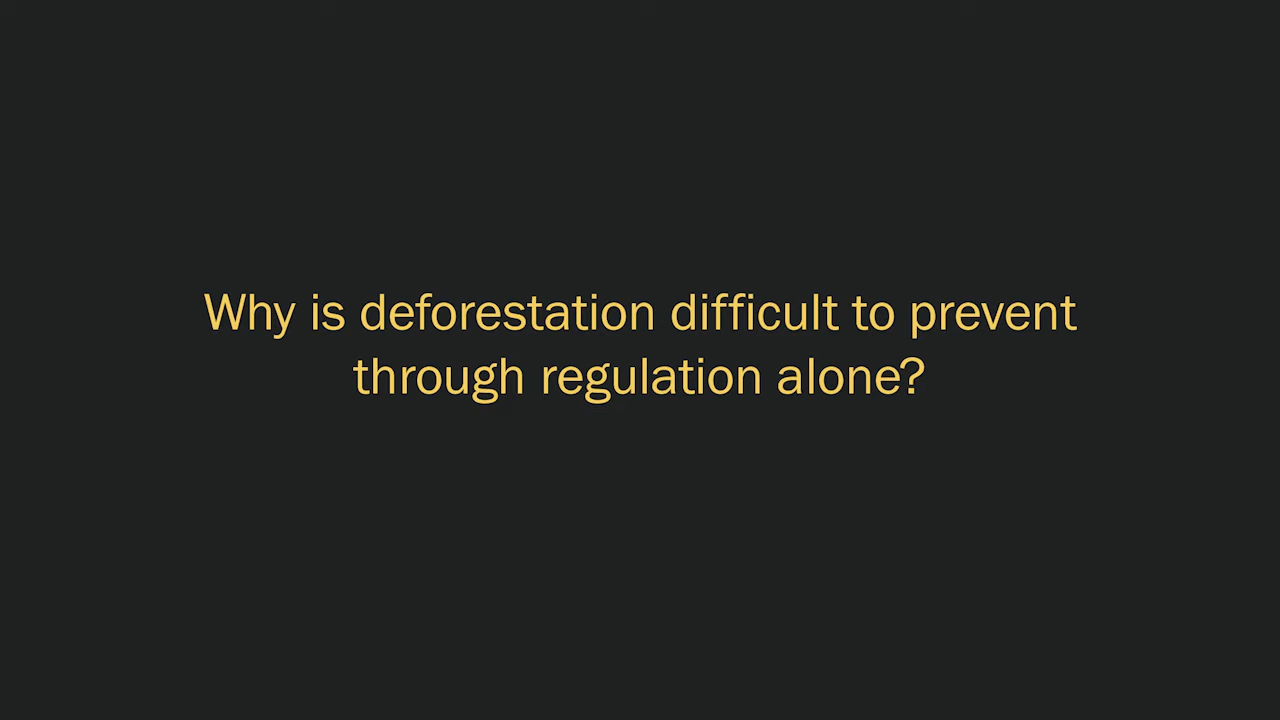 Why is deforestation difficult to prevent
through regulation alone?